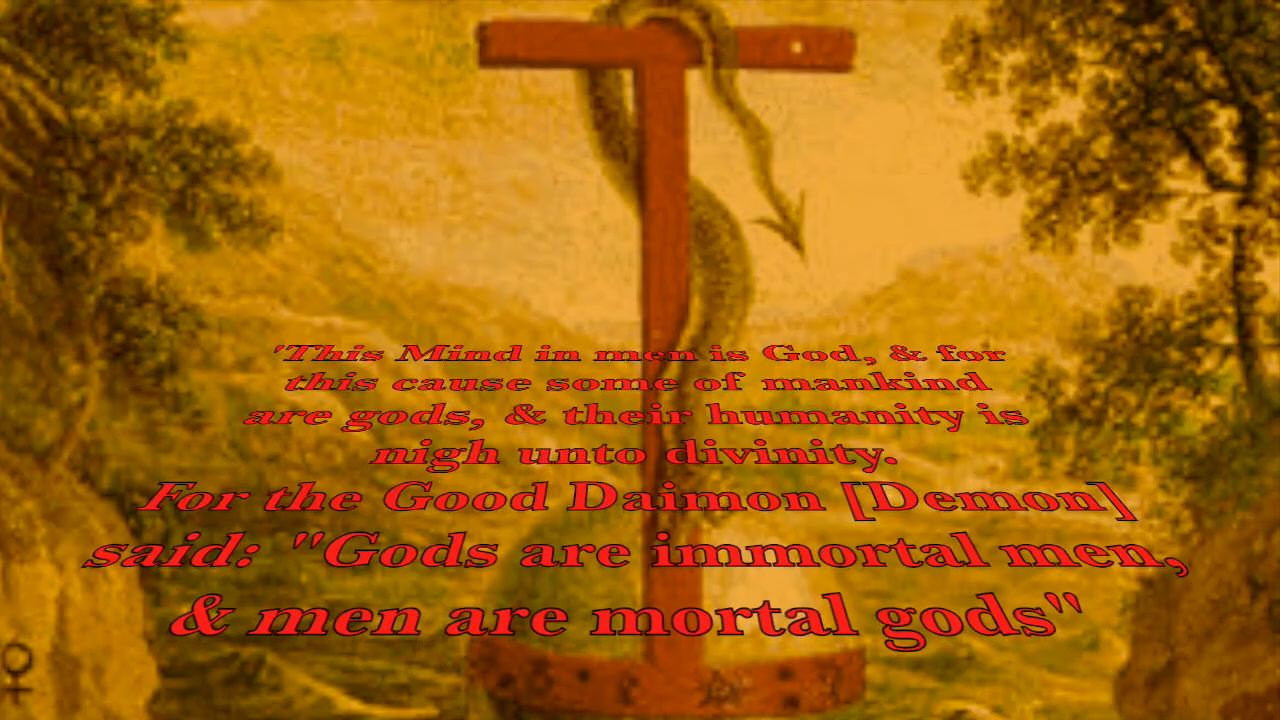 'This Mind in men is God, & for
this cause some of mankind
are gods, & their humanity is
nigh unto divinity.
For the Good Daimon [Demon]
said: "Gods are immortal men,
& men are mortal gods"